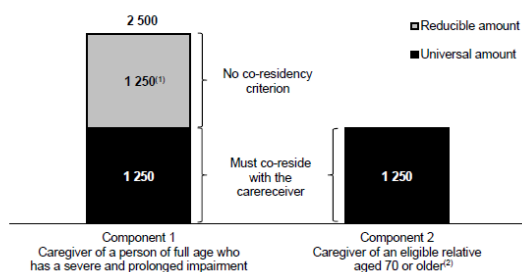 2 500
Reducible amount
Universal amount
1 250(1)
No co-residency
criterion
1 250
Must co-reside
with the
carereceiver
1 250
Component 1
Caregiver of a person of full age who
has a severe and prolonged impairment
Component 2
Caregiver of an eligible relative
aged 70 or older(2)